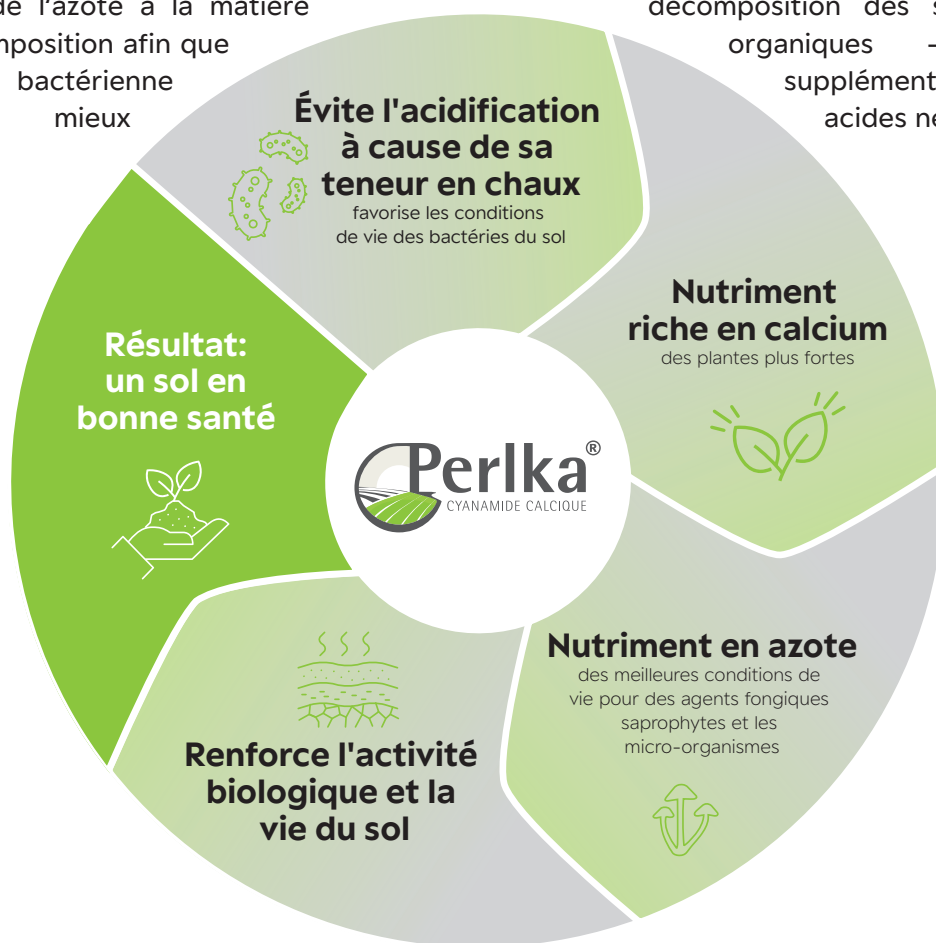 de l'azote à la matière
mposition afin que
bactérienne
mieux
décomposition des s
organiques -
supplément
acides ne
Évite l'acidification
à cause de sa
teneur en chaux
favorise les conditions
de vie des bactéries du sol
Nutriment
riche en calcium
des plantes plus fortes
Nutriment en azote
des meilleures conditions de
vie pour des agents fongiques
saprophytes et les
micro-organismes
Renforce l'activité
biologique et la
vie du sol
Résultat:
un sol en
bonne santé
Perlka®
CYANAMIDE CALCIQUE